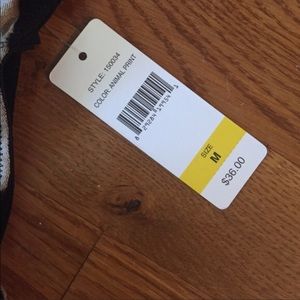 STYLE: 150034
COLOR: ANIMAL PRINT
SIZE
M
$36.00